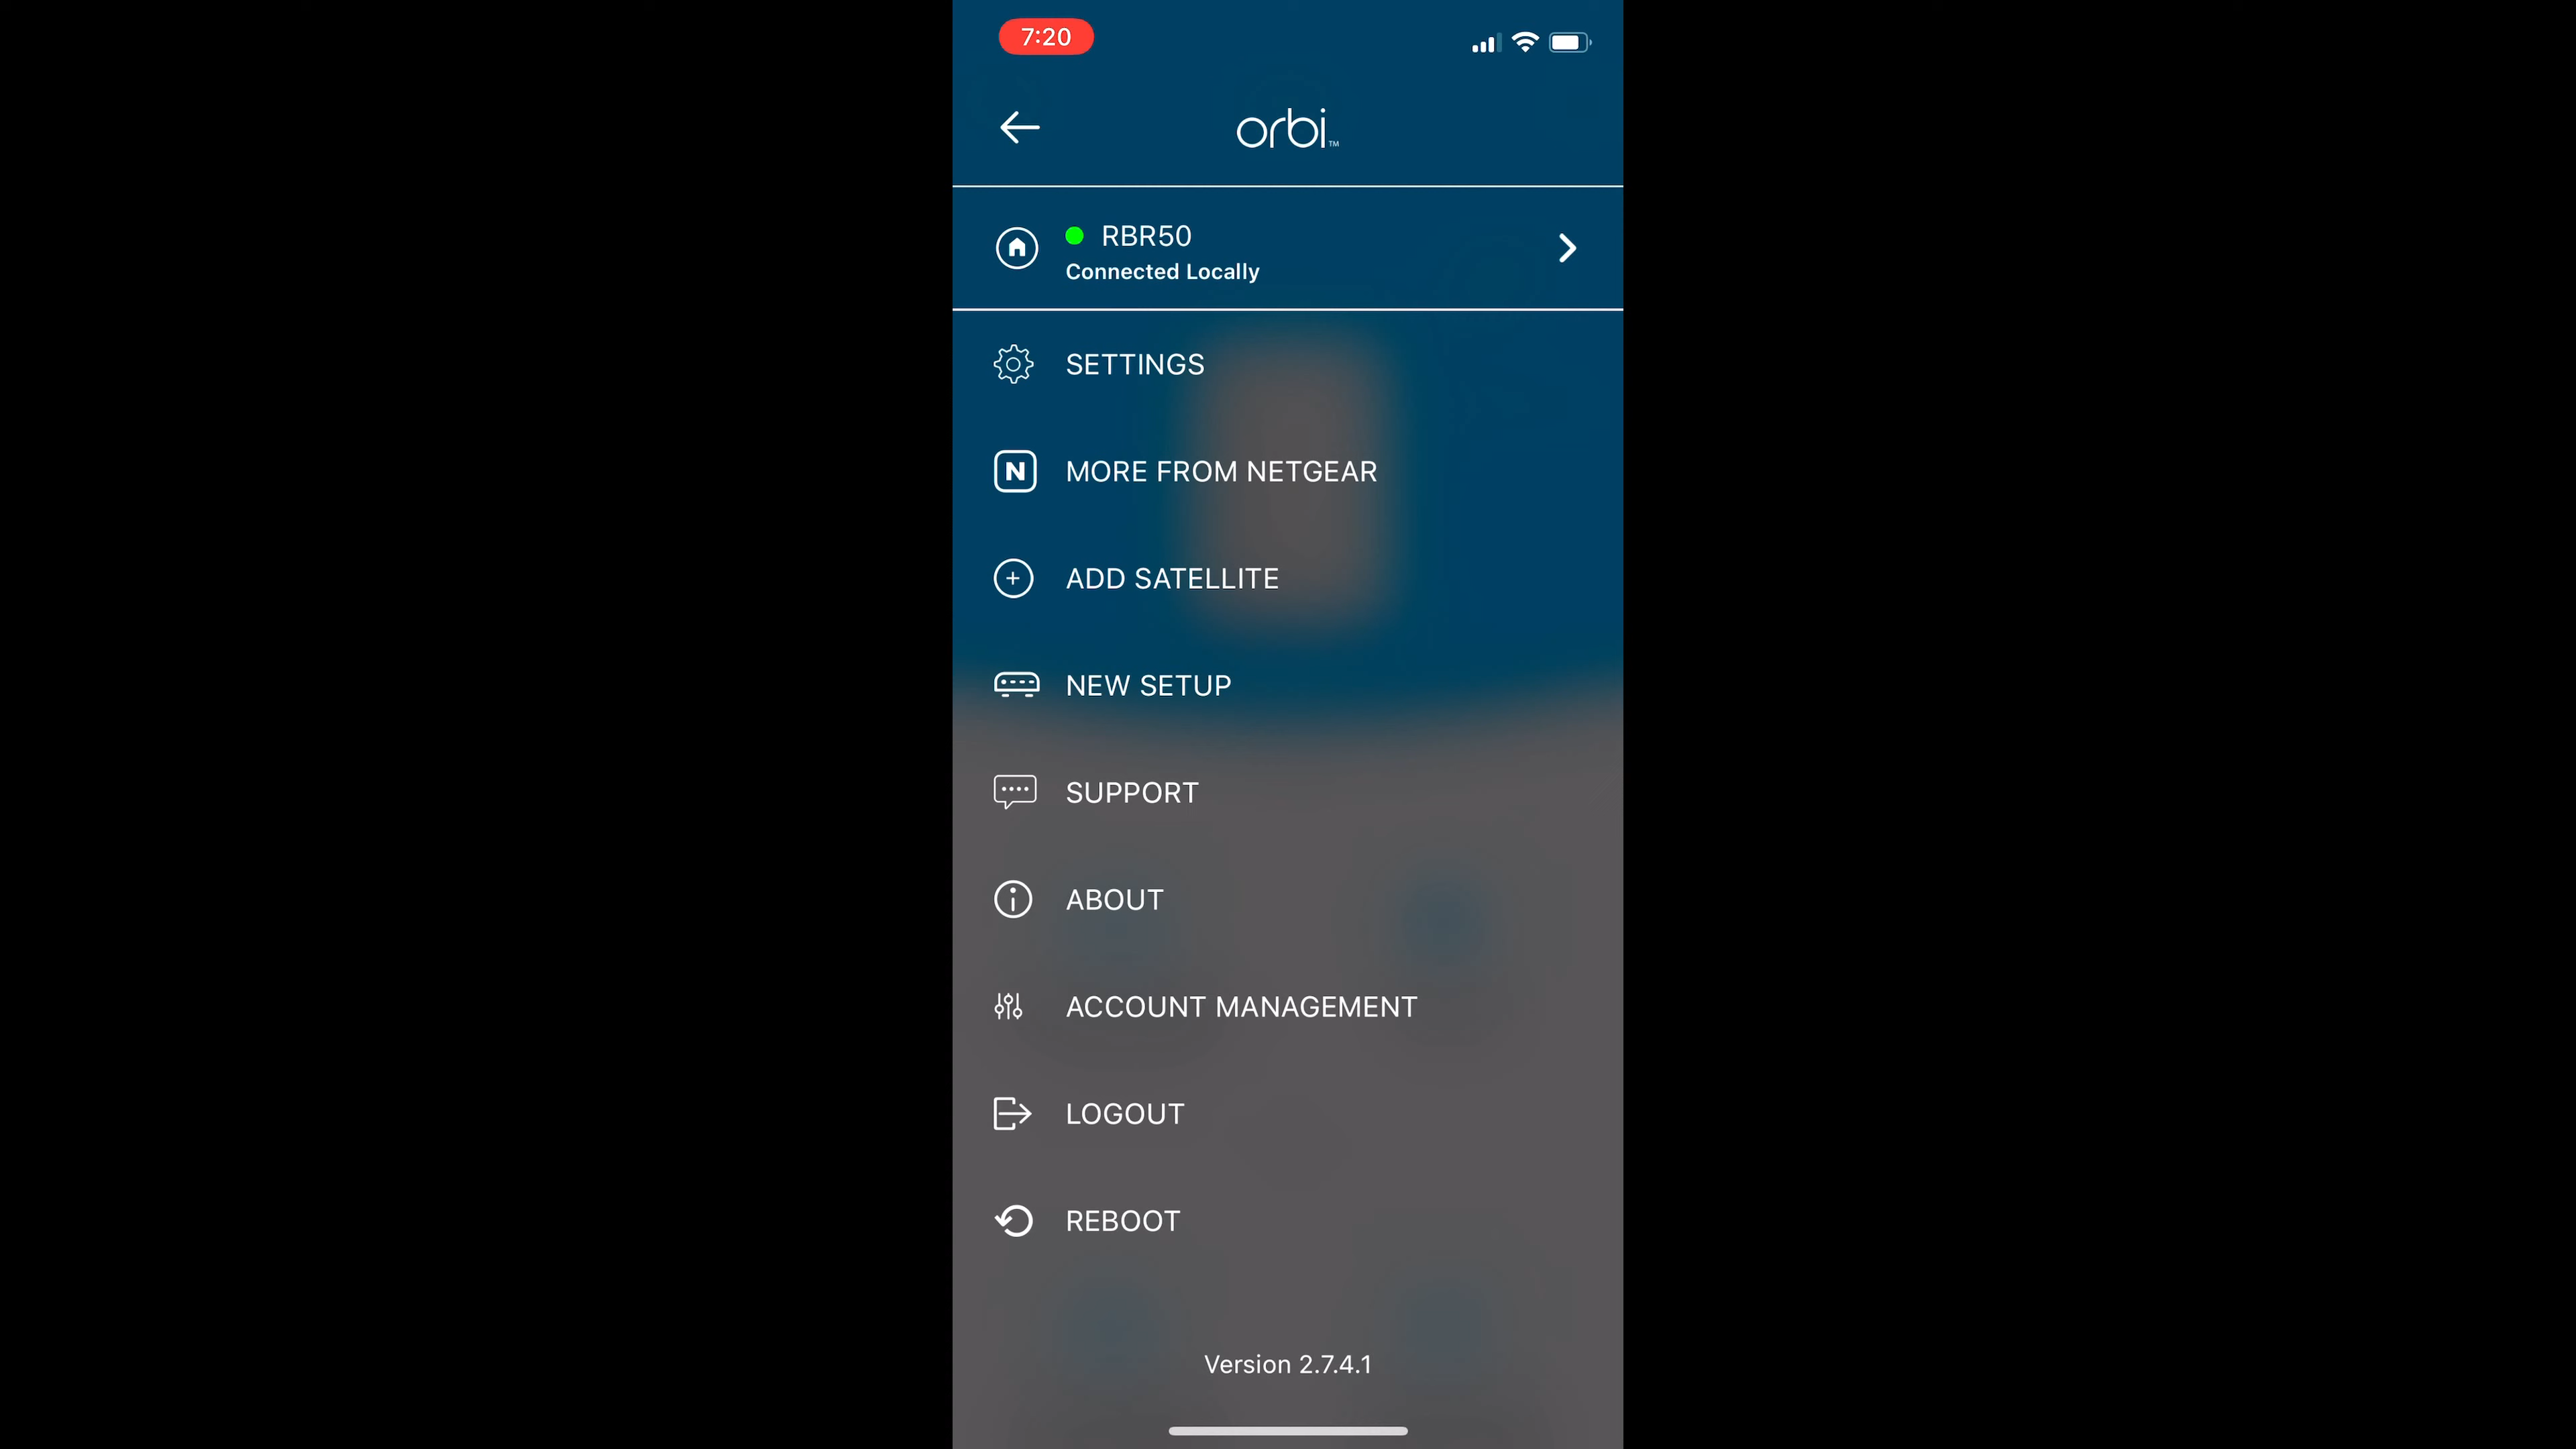 7:20
orbi™
RBR50
Connected Locally
SETTINGS
N MORE FROM NETGEAR
ADD SATELLITE
NEW SETUP
SUPPORT
ABOUT
ACCOUNT MANAGEMENT
LOGOUT
REBOOT
Version 2.7.4.1